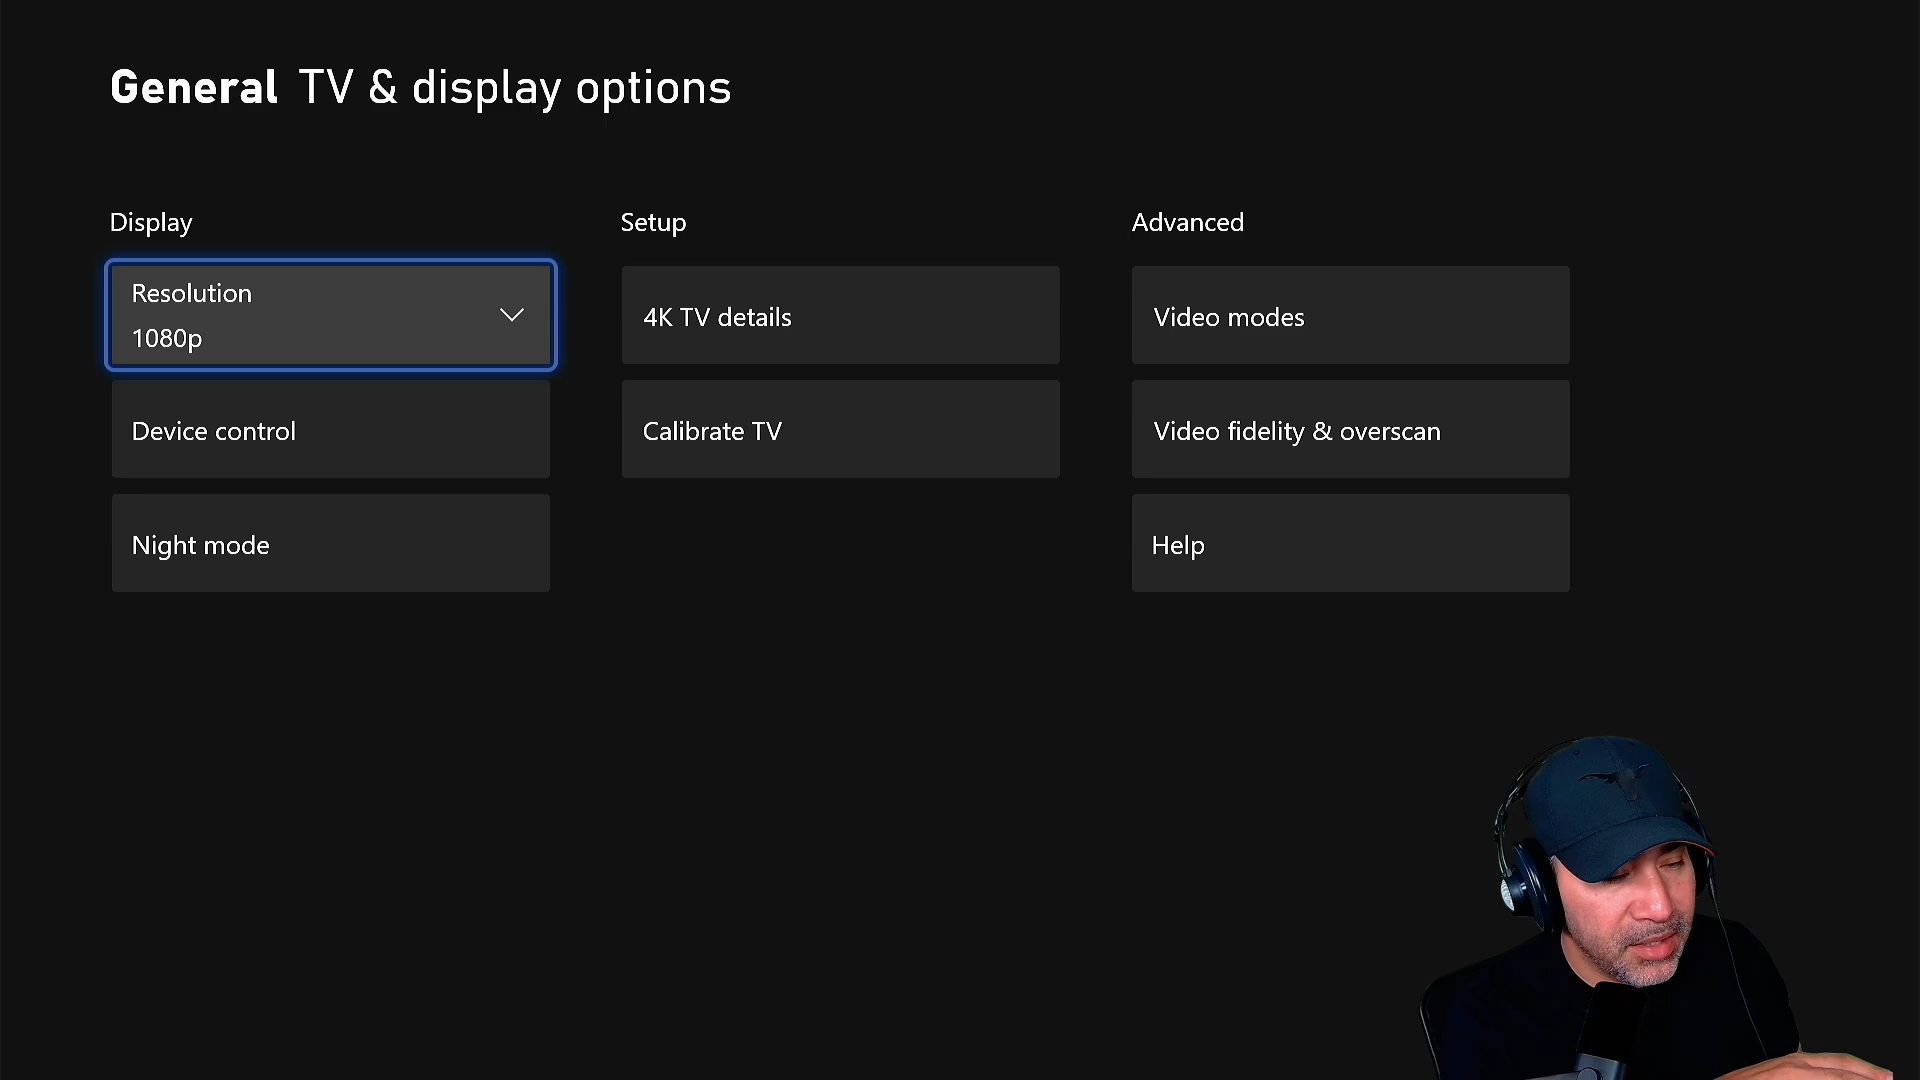 General TV & display options
Display
Setup
Advanced
Resolution
1080p
4K TV details
Video modes
Device control
Calibrate TV
Video fidelity & overscan
Night mode
Help